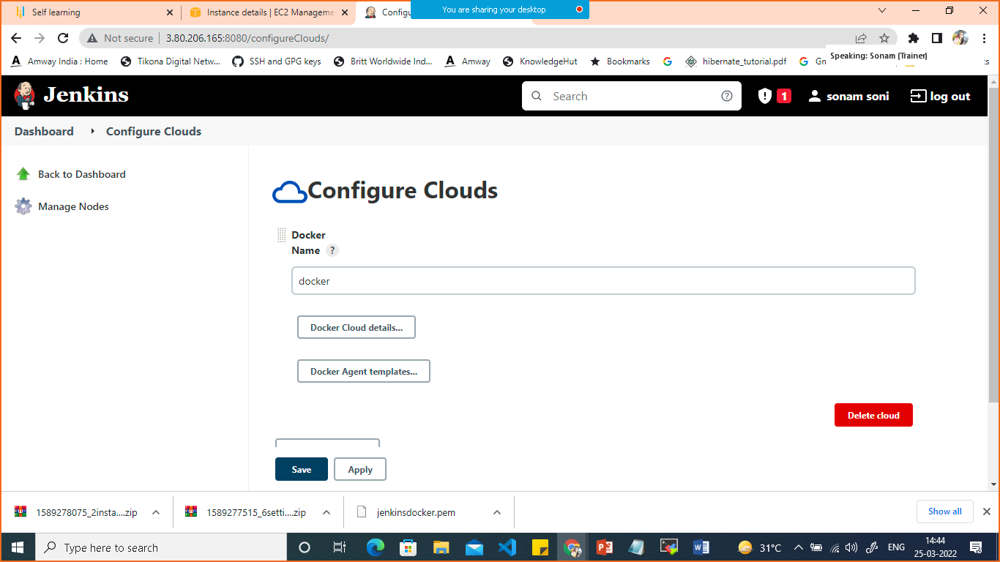 Self learning
Instance details | EC2 Manageme
Configu
You are sharing your desktop
Not secure
3.80.206.165:8080/configureClouds/
Speaking: Sonam (Trainer)
Amway India : Home
Tikona Digital Netw...
SSH and GPG keys
Britt Worldwide Ind...
Amway
KnowledgeHut
Bookmarks
hibernate_tutorial.pdf
Jenkins
Search
1
sonam soni
log out
Dashboard
Configure Clouds
Back to Dashboard
Manage Nodes
Configure Clouds
Docker
Name ?
docker
Docker Cloud details...
Docker Agent templates...
Delete cloud
Save
Apply
1589278075_2insta....zip
1589277515_6setti....zip
jenkinsdocker.pem
Show all
Type here to search
31°C
ENG
14:44
25-03-2022